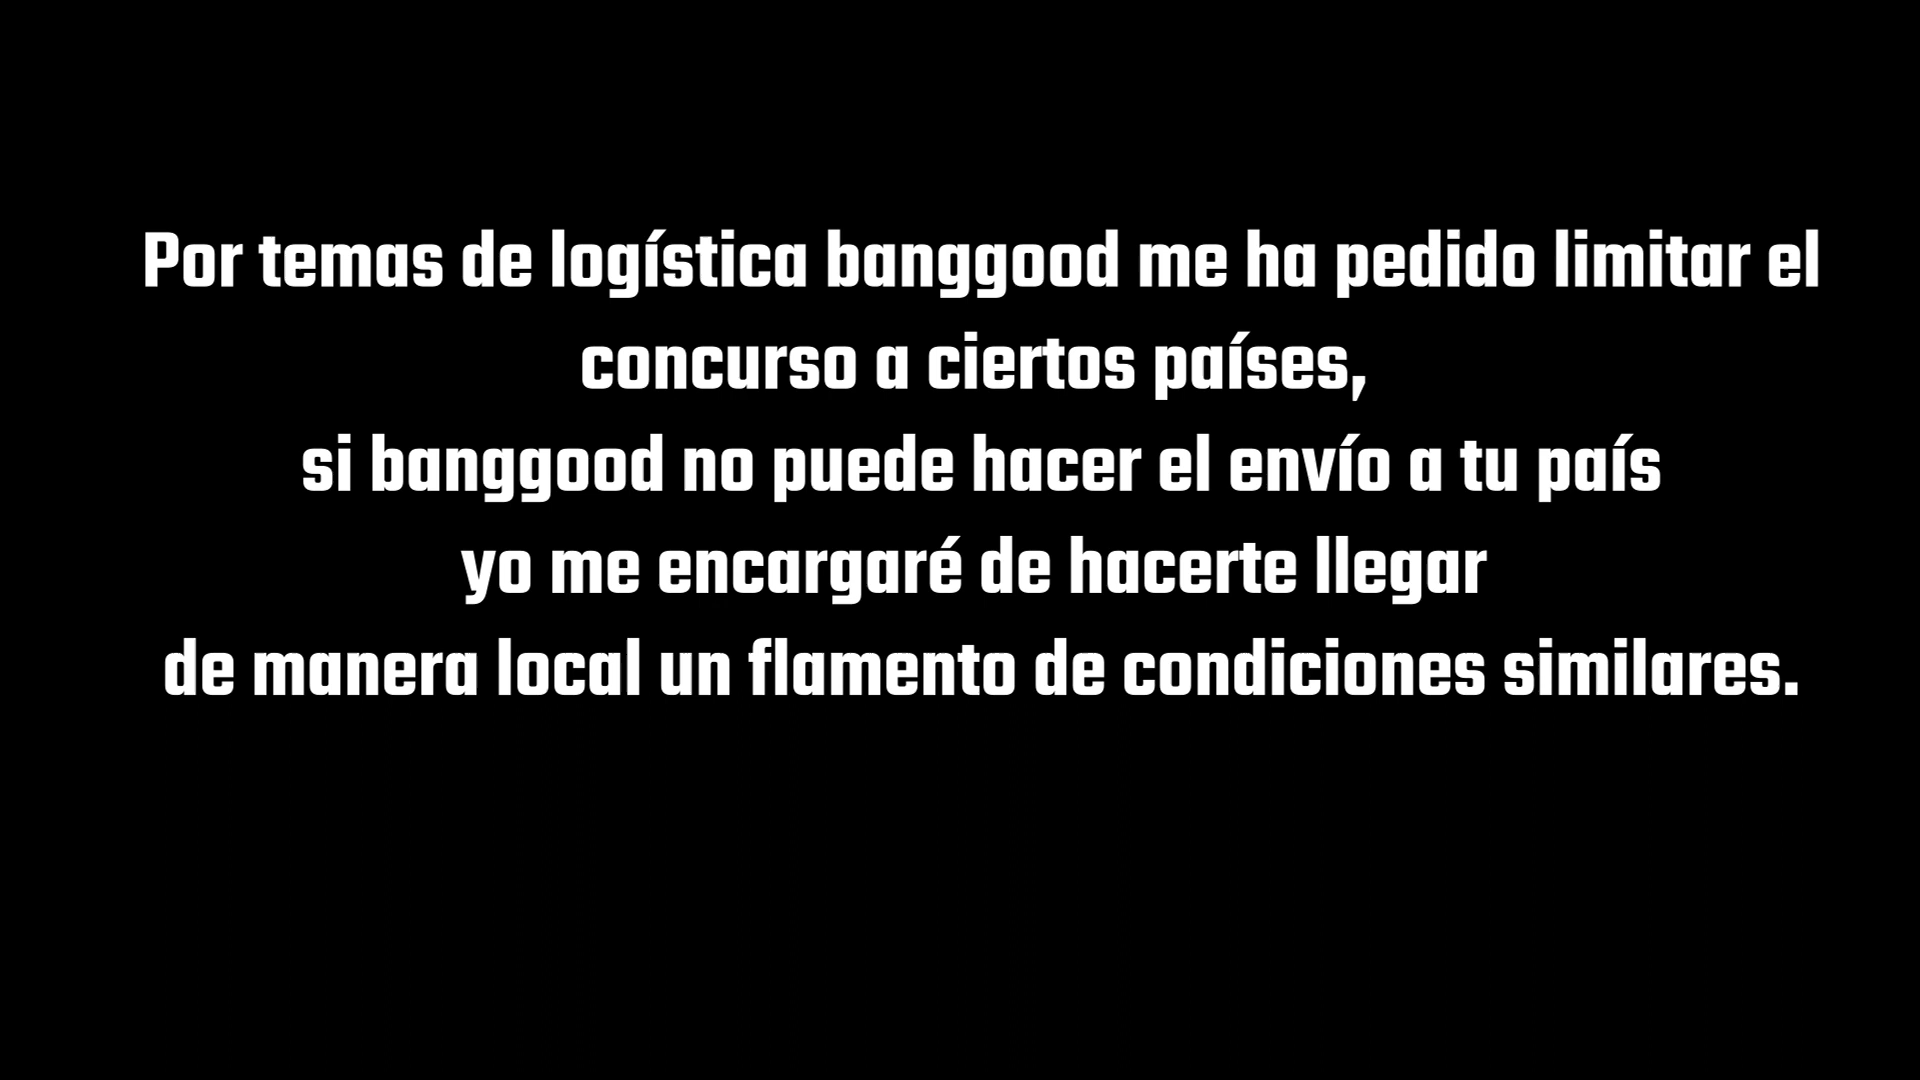 Por temas de logística banggood me ha pedido limitar el
concurso a ciertos países,
si banggood no puede hacer el envío a tu país
yo me encargaré de hacerte llegar
de manera local un flamento de condiciones similares.